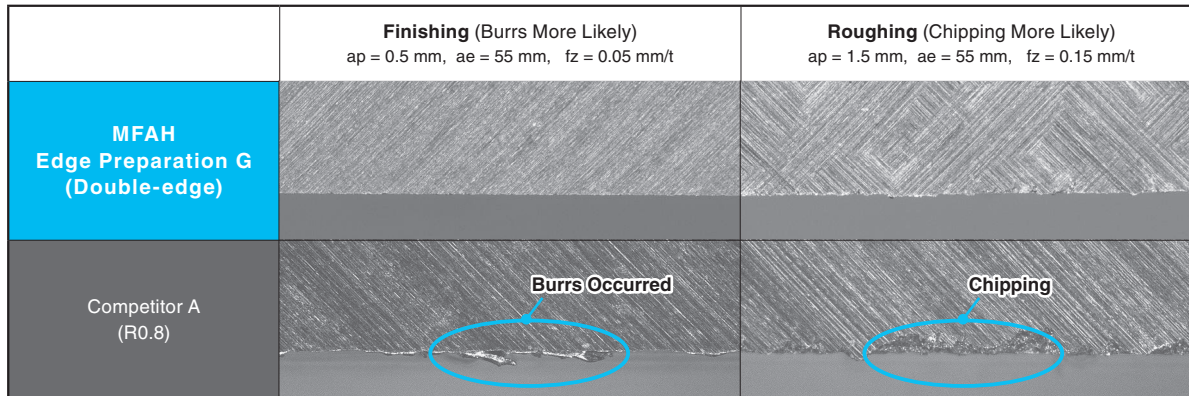 Finishing (Burrs More Likely)
ap = 0.5 mm, ae = 55 mm, fz = 0.05 mm/t
Roughing (Chipping More Likely)
ap = 1.5 mm, ae = 55 mm, fz = 0.15 mm/t
MFAH
Edge Preparation G
(Double-edge)
Competitor A
(R0.8)
Burrs Occurred
Chipping